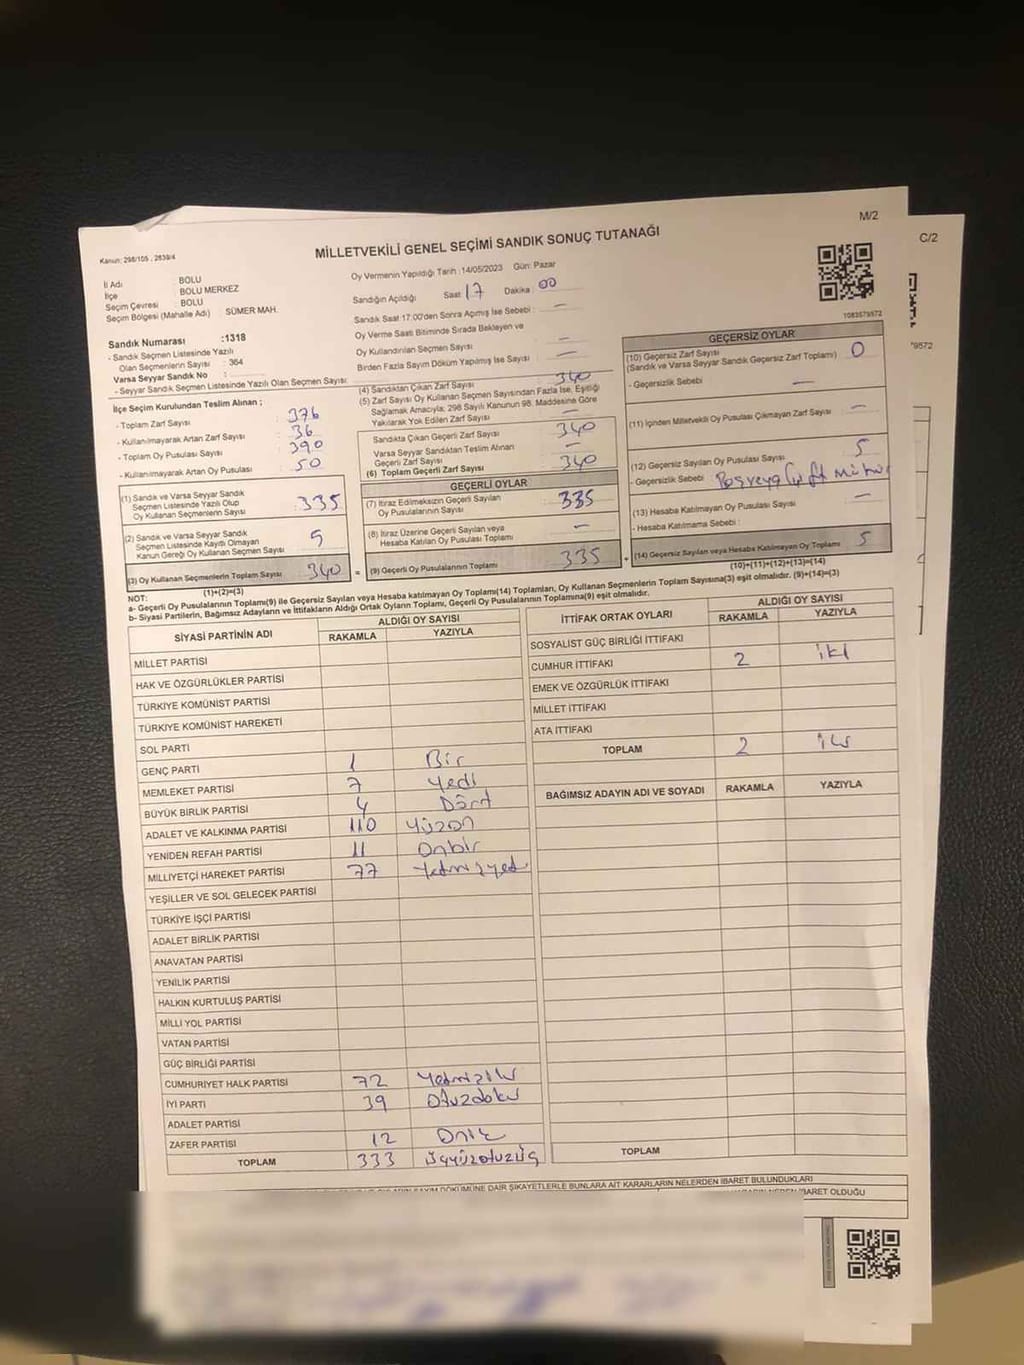 M/2
C/2
Kanun: 298/105 , 2839/4
MİLLETVEKİLİ GENEL SEÇİMİ SANDIK SONUÇ TUTANAĞI
İl Adı : BOLU
İlçe : BOLU MERKEZ
Seçim Çevresi : BOLU
Seçim Bölgesi (Mahalle Adı) : SÜMER MAH.
Sandık Numarası :1318
- Sandık Seçmen Listesinde Yazılı
Olan Seçmenlerin Sayısı : 364
Varsa Seyyar Sandık No :
- Seyyar Sandık Seçmen Listesinde Yazılı Olan Seçmen Sayısı:
Oy Vermenin Yapıldığı Tarih :14/05/2023 Gün: Pazar
Sandığın Açıldığı Saat 17 Dakika : 00
Sandık Saat 17:00'den Sonra Açımış İse Sebebi : —
Oy Verme Saati Bitiminde Sırada Bekleyen ve
Oy Kullandırılan Seçmen Sayısı : —
Birden Fazla Sayım Döküm Yapılmış İse Sayısı : —
1083579572
9572
İlçe Seçim Kurulundan Teslim Alınan ;
- Toplam Zarf Sayısı : 376
- Kullanılmayarak Artan Zarf Sayısı : 36
- Toplam Oy Pusulası Sayısı : 390
- Kullanılmayarak Artan Oy Pusulası : 50
(1) Sandık ve Varsa Seyyar Sandık
Seçmen Listesinde Yazılı Olup
Oy Kullanan Seçmenlerin Sayısı : 335
(2) Sandık ve Varsa Seyyar Sandık
Seçmen Listesinde Kayıtlı Olmayan
Kanun Gereği Oy Kullanan Seçmen Sayısı : 5
(3) Oy Kullanan Seçmenlerin Toplam Sayısı 340
(1)+(2)=(3)
(4) Sandıktan Çıkan Zarf Sayısı : 340
(5) Zarf Sayısı Oy Kullanan Seçmen Sayısından Fazla İse, Eşitliği
Sağlamak Amacıyla; 298 Sayılı Kanunun 98. Maddesine Göre
Yakılarak Yok Edilen Zarf Sayısı : —
Sandıkta Çıkan Geçerli Zarf Sayısı : 340
Varsa Seyyar Sandıktan Teslim Alınan
Geçerli Zarf Sayısı : —
(6) Toplam Geçerli Zarf Sayısı : 340
GEÇERLİ OYLAR
(7) İtiraz Edilmeksizin Geçerli Sayılan
Oy Pusulalarının Sayısı : 335
(8) İtiraz Üzerine Geçerli Sayılan veya
Hesaba Katılan Oy Pusulası Toplamı : —
= (9) Geçerli Oy Pusulalarının Toplamı : 335 +
GEÇERSİZ OYLAR
(10) Geçersiz Zarf Sayısı
(Sandık ve Varsa Seyyar Sandık Geçersiz Zarf Toplamı) : 0
- Geçersizlik Sebebi : —
(11) İçinden Milletvekili Oy Pusulası Çıkmayan Zarf Sayısı : —
(12) Geçersiz Sayılan Oy Pusulası Sayısı : 5
- Geçersizlik Sebebi : Boş veya Çift mühür
(13) Hesaba Katılmayan Oy Pusulası Sayısı : —
- Hesaba Katılmama Sebebi :
(14) Geçersiz Sayılan veya Hesaba Katılmayan Oy Toplamı : 5
(10)+(11)+(12)+(13)=(14)
NOT:
a- Geçerli Oy Pusulalarının Toplamı(9) ile Geçersiz Sayılan veya Hesaba katılmayan Oy Toplamı(14) Toplamları, Oy Kullanan Seçmenlerin Toplam Sayısına(3) eşit olmalıdır. (9)+(14)=(3)
b- Siyasi Partilerin, Bağımsız Adayların ve İttifakların Aldığı Ortak Oyların Toplamı, Geçerli Oy Pusulalarının Toplamına(9) eşit olmalıdır.
SİYASİ PARTİNİN ADI ALDIĞI OY SAYISI
RAKAMLA YAZIYLA
MİLLET PARTİSİ
HAK VE ÖZGÜRLÜKLER PARTİSİ
TÜRKİYE KOMÜNİST PARTİSİ
TÜRKİYE KOMÜNİST HAREKETİ
SOL PARTİ
GENÇ PARTİ 1 Bir
MEMLEKET PARTİSİ 7 Yedi
BÜYÜK BİRLİK PARTİSİ 4 Dört
ADALET VE KALKINMA PARTİSİ 110 Yüzon
YENİDEN REFAH PARTİSİ 11 Onbir
MİLLİYETÇİ HAREKET PARTİSİ 77 Yetmişyedi
YEŞİLLER VE SOL GELECEK PARTİSİ
TÜRKİYE İŞÇİ PARTİSİ
ADALET BİRLİK PARTİSİ
ANAVATAN PARTİSİ
YENİLİK PARTİSİ
HALKIN KURTULUŞ PARTİSİ
MİLLİ YOL PARTİSİ
VATAN PARTİSİ
GÜÇ BİRLİĞİ PARTİSİ
CUMHURİYET HALK PARTİSİ 72 Yetmişiki
İYİ PARTİ 39 Otuzdokuz
ADALET PARTİSİ
ZAFER PARTİSİ 12 Oniki
TOPLAM 333 üçyüzotuzüç
İTTİFAK ORTAK OYLARI ALDIĞI OY SAYISI
RAKAMLA YAZIYLA
SOSYALİST GÜÇ BİRLİĞİ İTTİFAKI
CUMHUR İTTİFAKI 2 iki
EMEK VE ÖZGÜRLÜK İTTİFAKI
MİLLET İTTİFAKI
ATA İTTİFAKI
TOPLAM 2 iki
BAĞIMSIZ ADAYIN ADI VE SOYADI RAKAMLA YAZIYLA
TOPLAM
SAYIM DÖKÜMÜNE DAİR ŞİKAYETLERLE BUNLARA AİT KARARLARIN NELERDEN İBARET BULUNDUKLARI
İBARET OLDUĞU